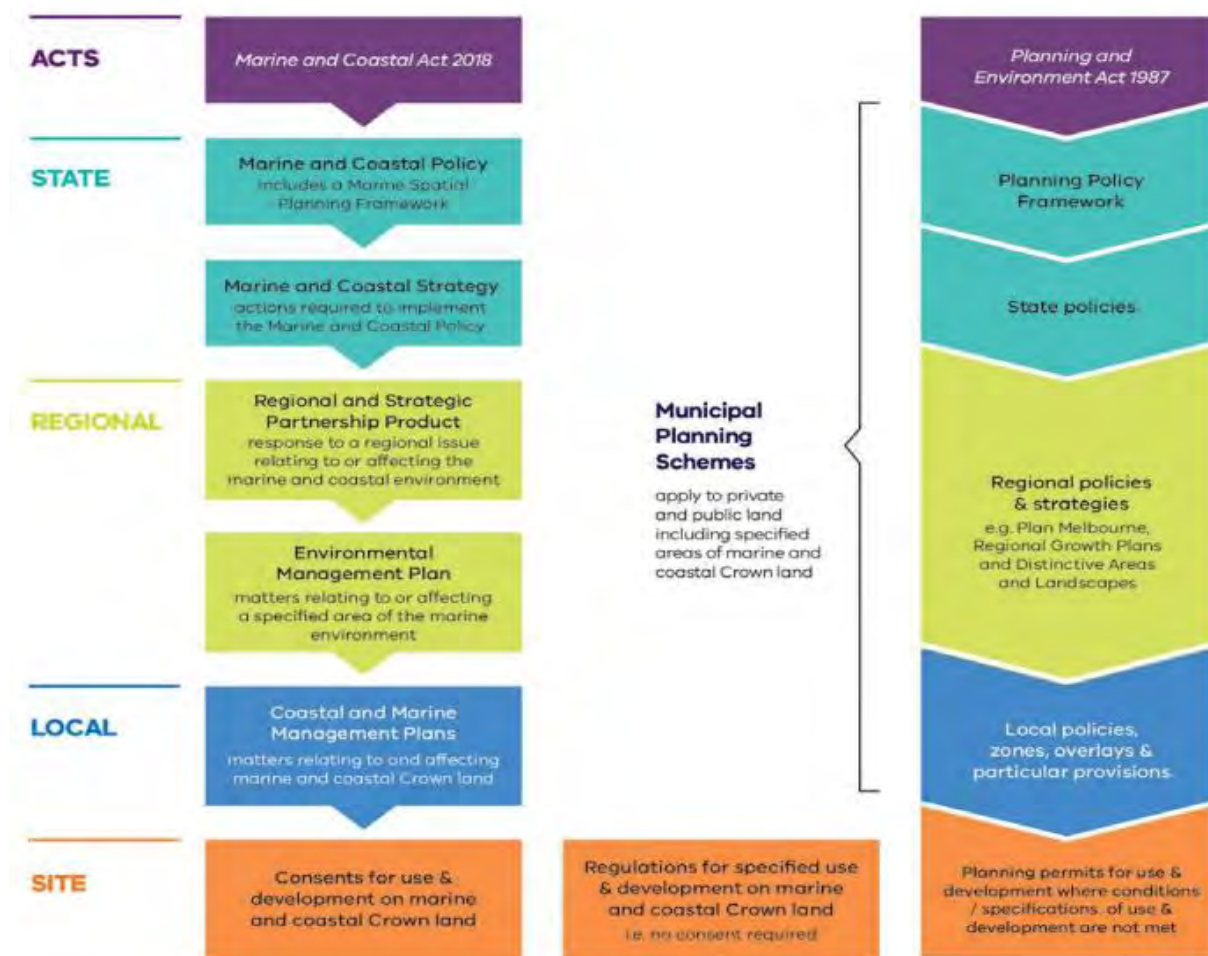 ACTS
Marine and Coastal Act 2018
Planning and
Environment Act 1987
STATE
Marine and Coastal Policy
includes a Marine Spatial
Planning Framework
Planning Policy
Framework
Marine and Coastal Strategy
actions required to implement
the Marine and Coastal Policy
State policies
REGIONAL
Regional and Strategic
Partnership Product
response to a regional issue
relating to or affecting the
marine and coastal environment
Environmental
Management Plan
matters relating to or affecting
a specified area of the marine
environment
Municipal
Planning
Schemes
apply to private
and public land
including specified
areas of marine and
coastal Crown land
Regional policies
& strategies
e.g. Plan Melbourne,
Regional Growth Plans
and Distinctive Areas
and Landscapes
LOCAL
Coastal and Marine
Management Plans
matters relating to and affecting
marine and coastal Crown land
Local policies,
zones, overlays &
particular provisions
SITE
Consents for use &
development on marine
and coastal Crown land
Regulations for specified use
& development on marine
and coastal Crown land
i.e. no consent required
Planning permits for use &
development where conditions
/ specifications of use &
development are not met